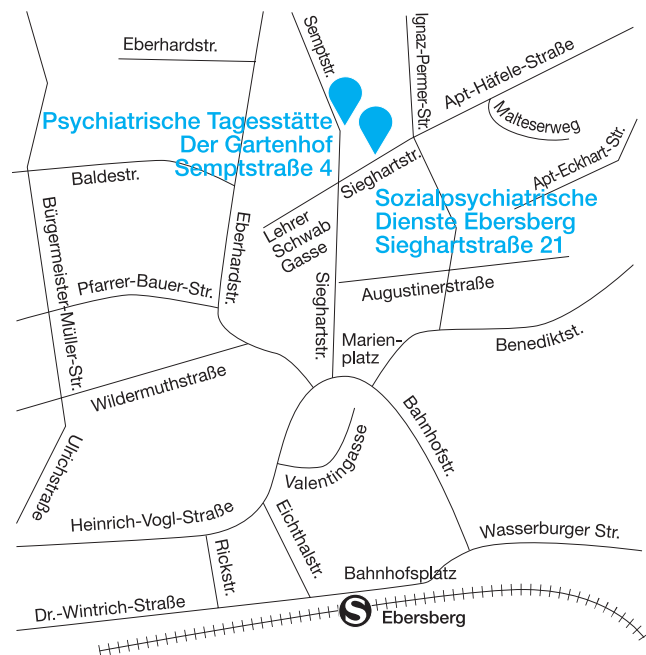 Eberhardstr.
Semptstr.
Ignaz-Permer-Str.
Apt-Häfele-Straße
Malteserweg
Apt-Eckhart-Str.
Psychiatrische Tagesstätte
Der Gartenhof
Semptstraße 4
Baldestr.
Sieghartstr.
Sozialpsychiatrische
Dienste Ebersberg
Sieghartstraße 21
Bürgermeister-Müller-Str.
Eberhardstr.
Lehrer
Schwab
Gasse
Sieghartstr.
Pfarrer-Bauer-Str.
Augustinerstraße
Marien-
platz
Benediktst.
Wildermuthstraße
Bahnhofstr.
Ulrichstraße
Valentingasse
Heinrich-Vogl-Straße
Eichthalstr.
Rickstr.
Wasserburger Str.
Bahnhofsplatz
Dr.-Wintrich-Straße
S
Ebersberg